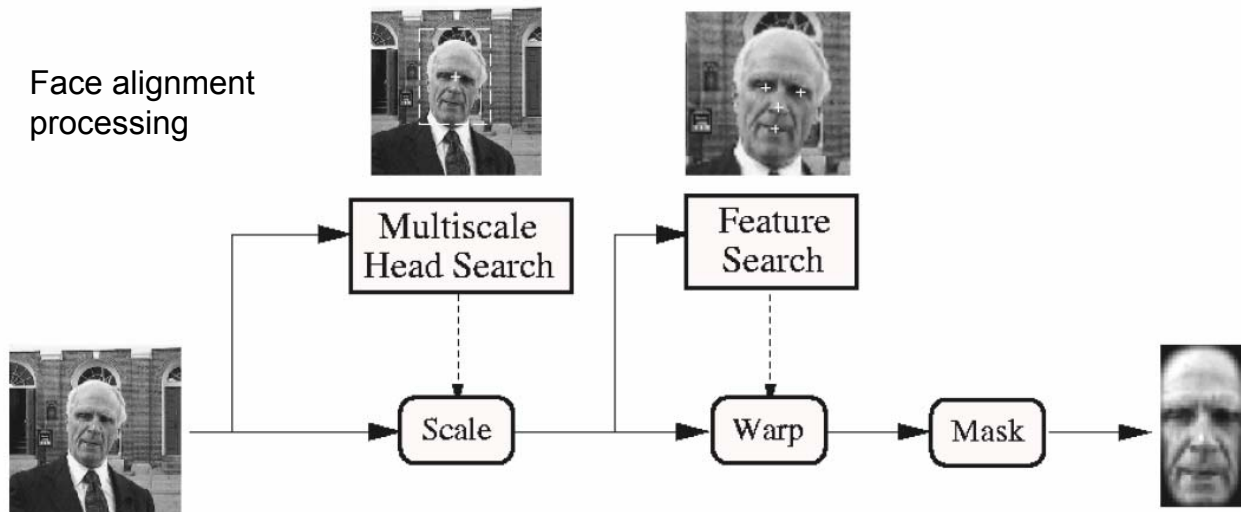 Face alignment
processing
Multiscale
Head Search
Feature
Search
Scale
Warp
Mask